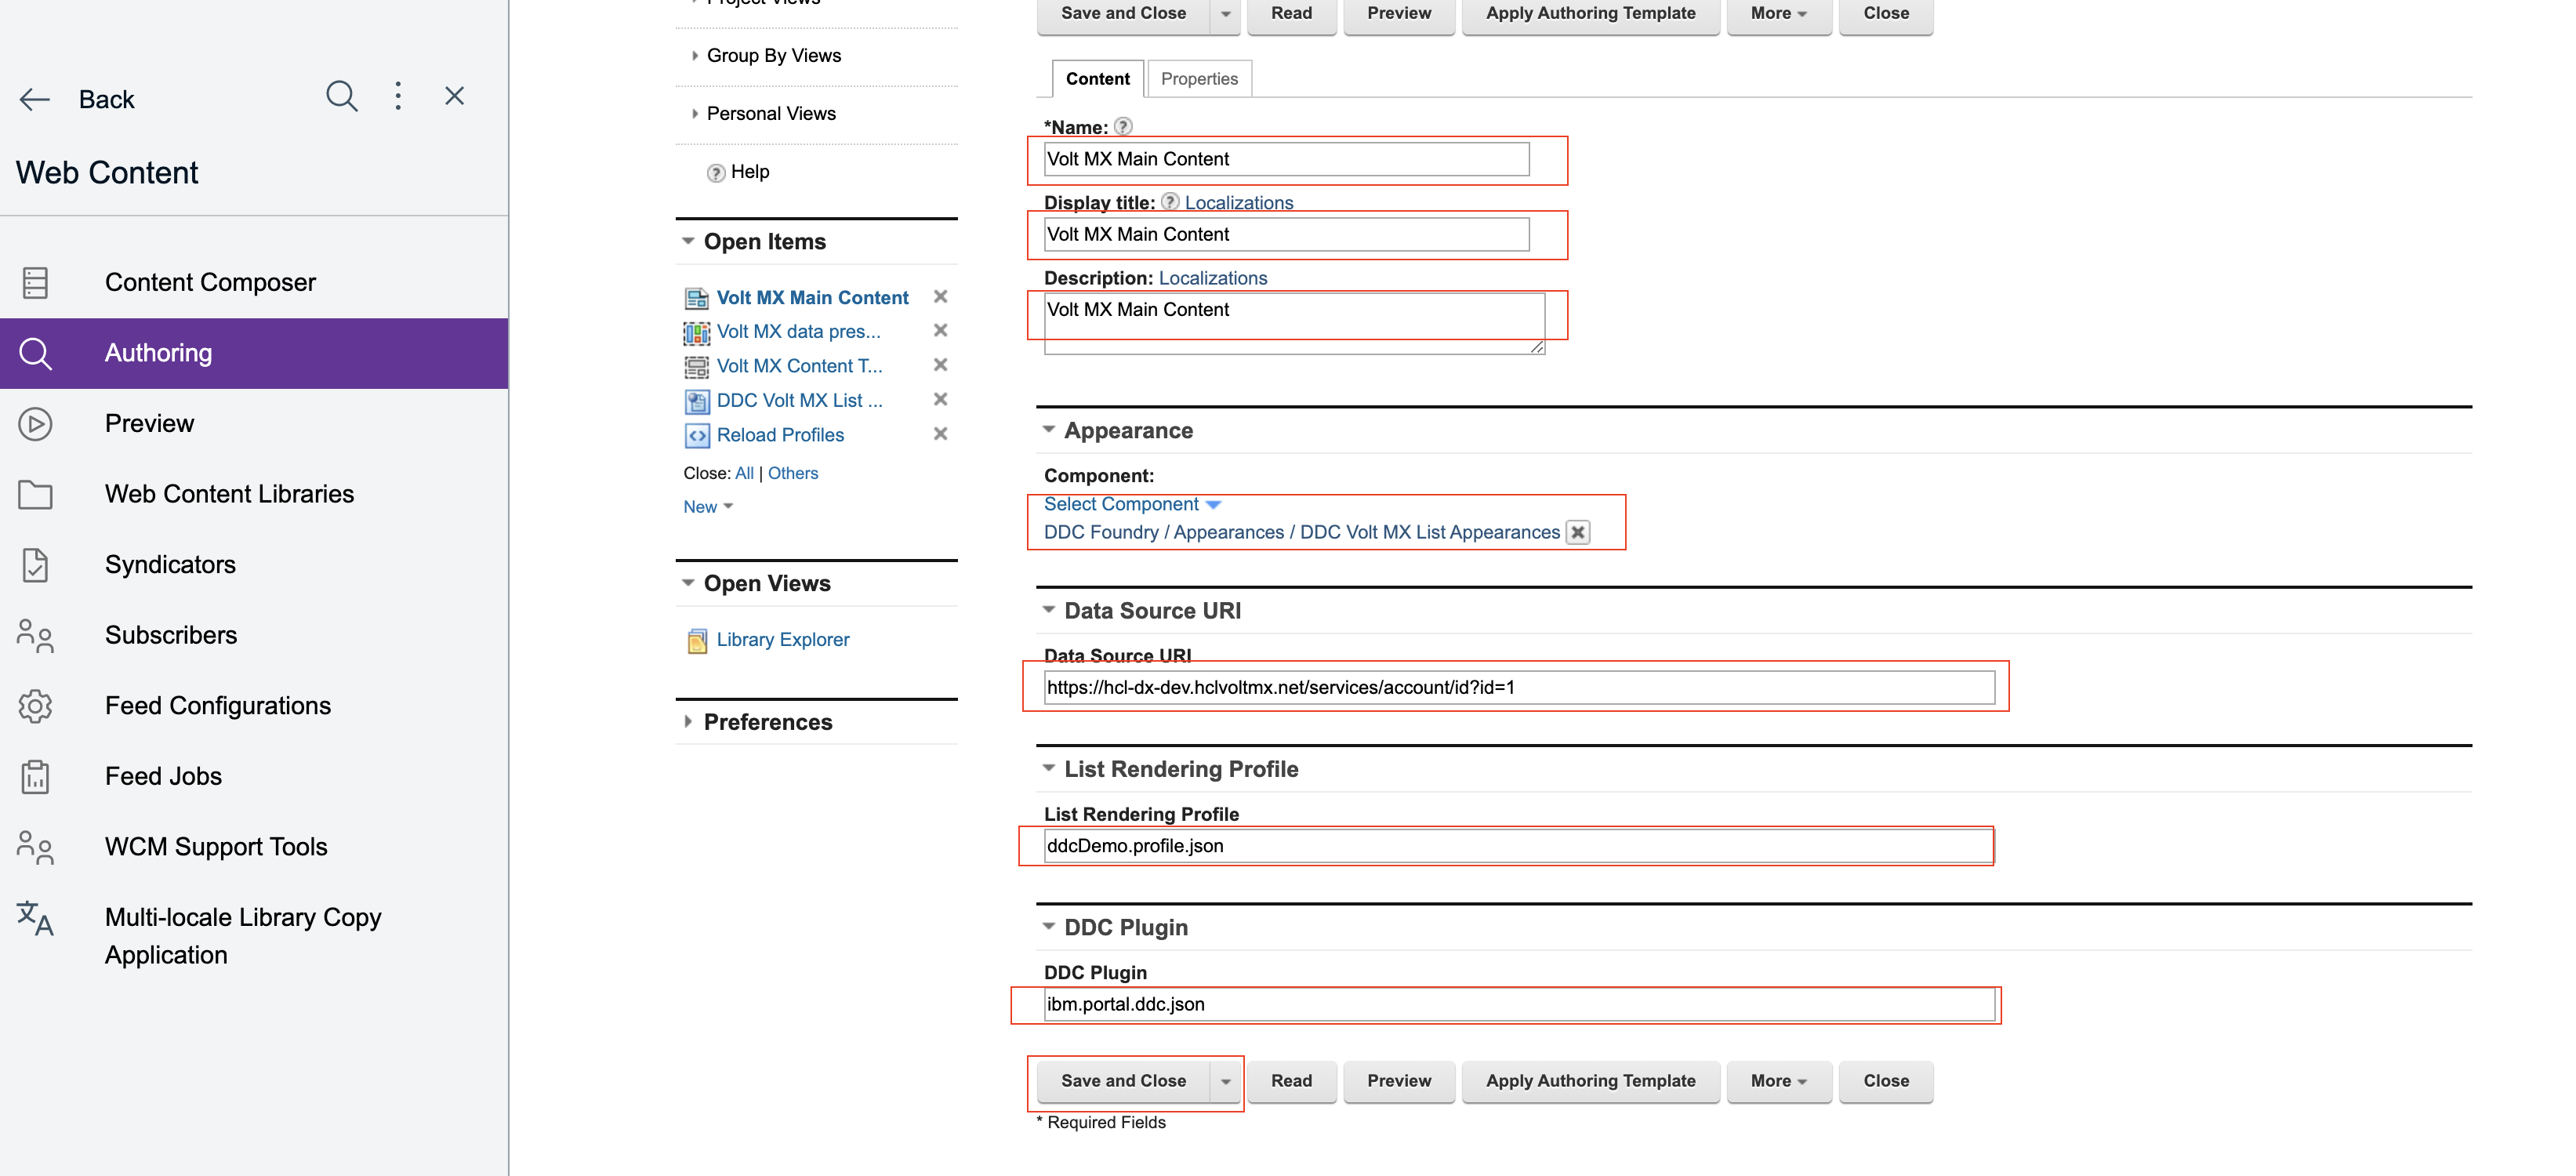 Back
Web Content
Content Composer
Authoring
Preview
Web Content Libraries
Syndicators
Subscribers
Feed Configurations
Feed Jobs
WCM Support Tools
Multi-locale Library Copy
Application
Project Views
Group By Views
Personal Views
Help
Open Items
Volt MX Main Content
Volt MX data pres...
Volt MX Content T...
DDC Volt MX List ...
Reload Profiles
Close: All | Others
New
Open Views
Library Explorer
Preferences
Save and Close Read Preview Apply Authoring Template More Close
Content Properties
*Name:
Volt MX Main Content
Display title: Localizations
Volt MX Main Content
Description: Localizations
Volt MX Main Content
Appearance
Component:
Select Component
DDC Foundry / Appearances / DDC Volt MX List Appearances
Data Source URI
Data Source URI
https://hcl-dx-dev.hclvoltmx.net/services/account/id?id=1
List Rendering Profile
List Rendering Profile
ddcDemo.profile.json
DDC Plugin
DDC Plugin
ibm.portal.ddc.json
Save and Close Read Preview Apply Authoring Template More Close
* Required Fields